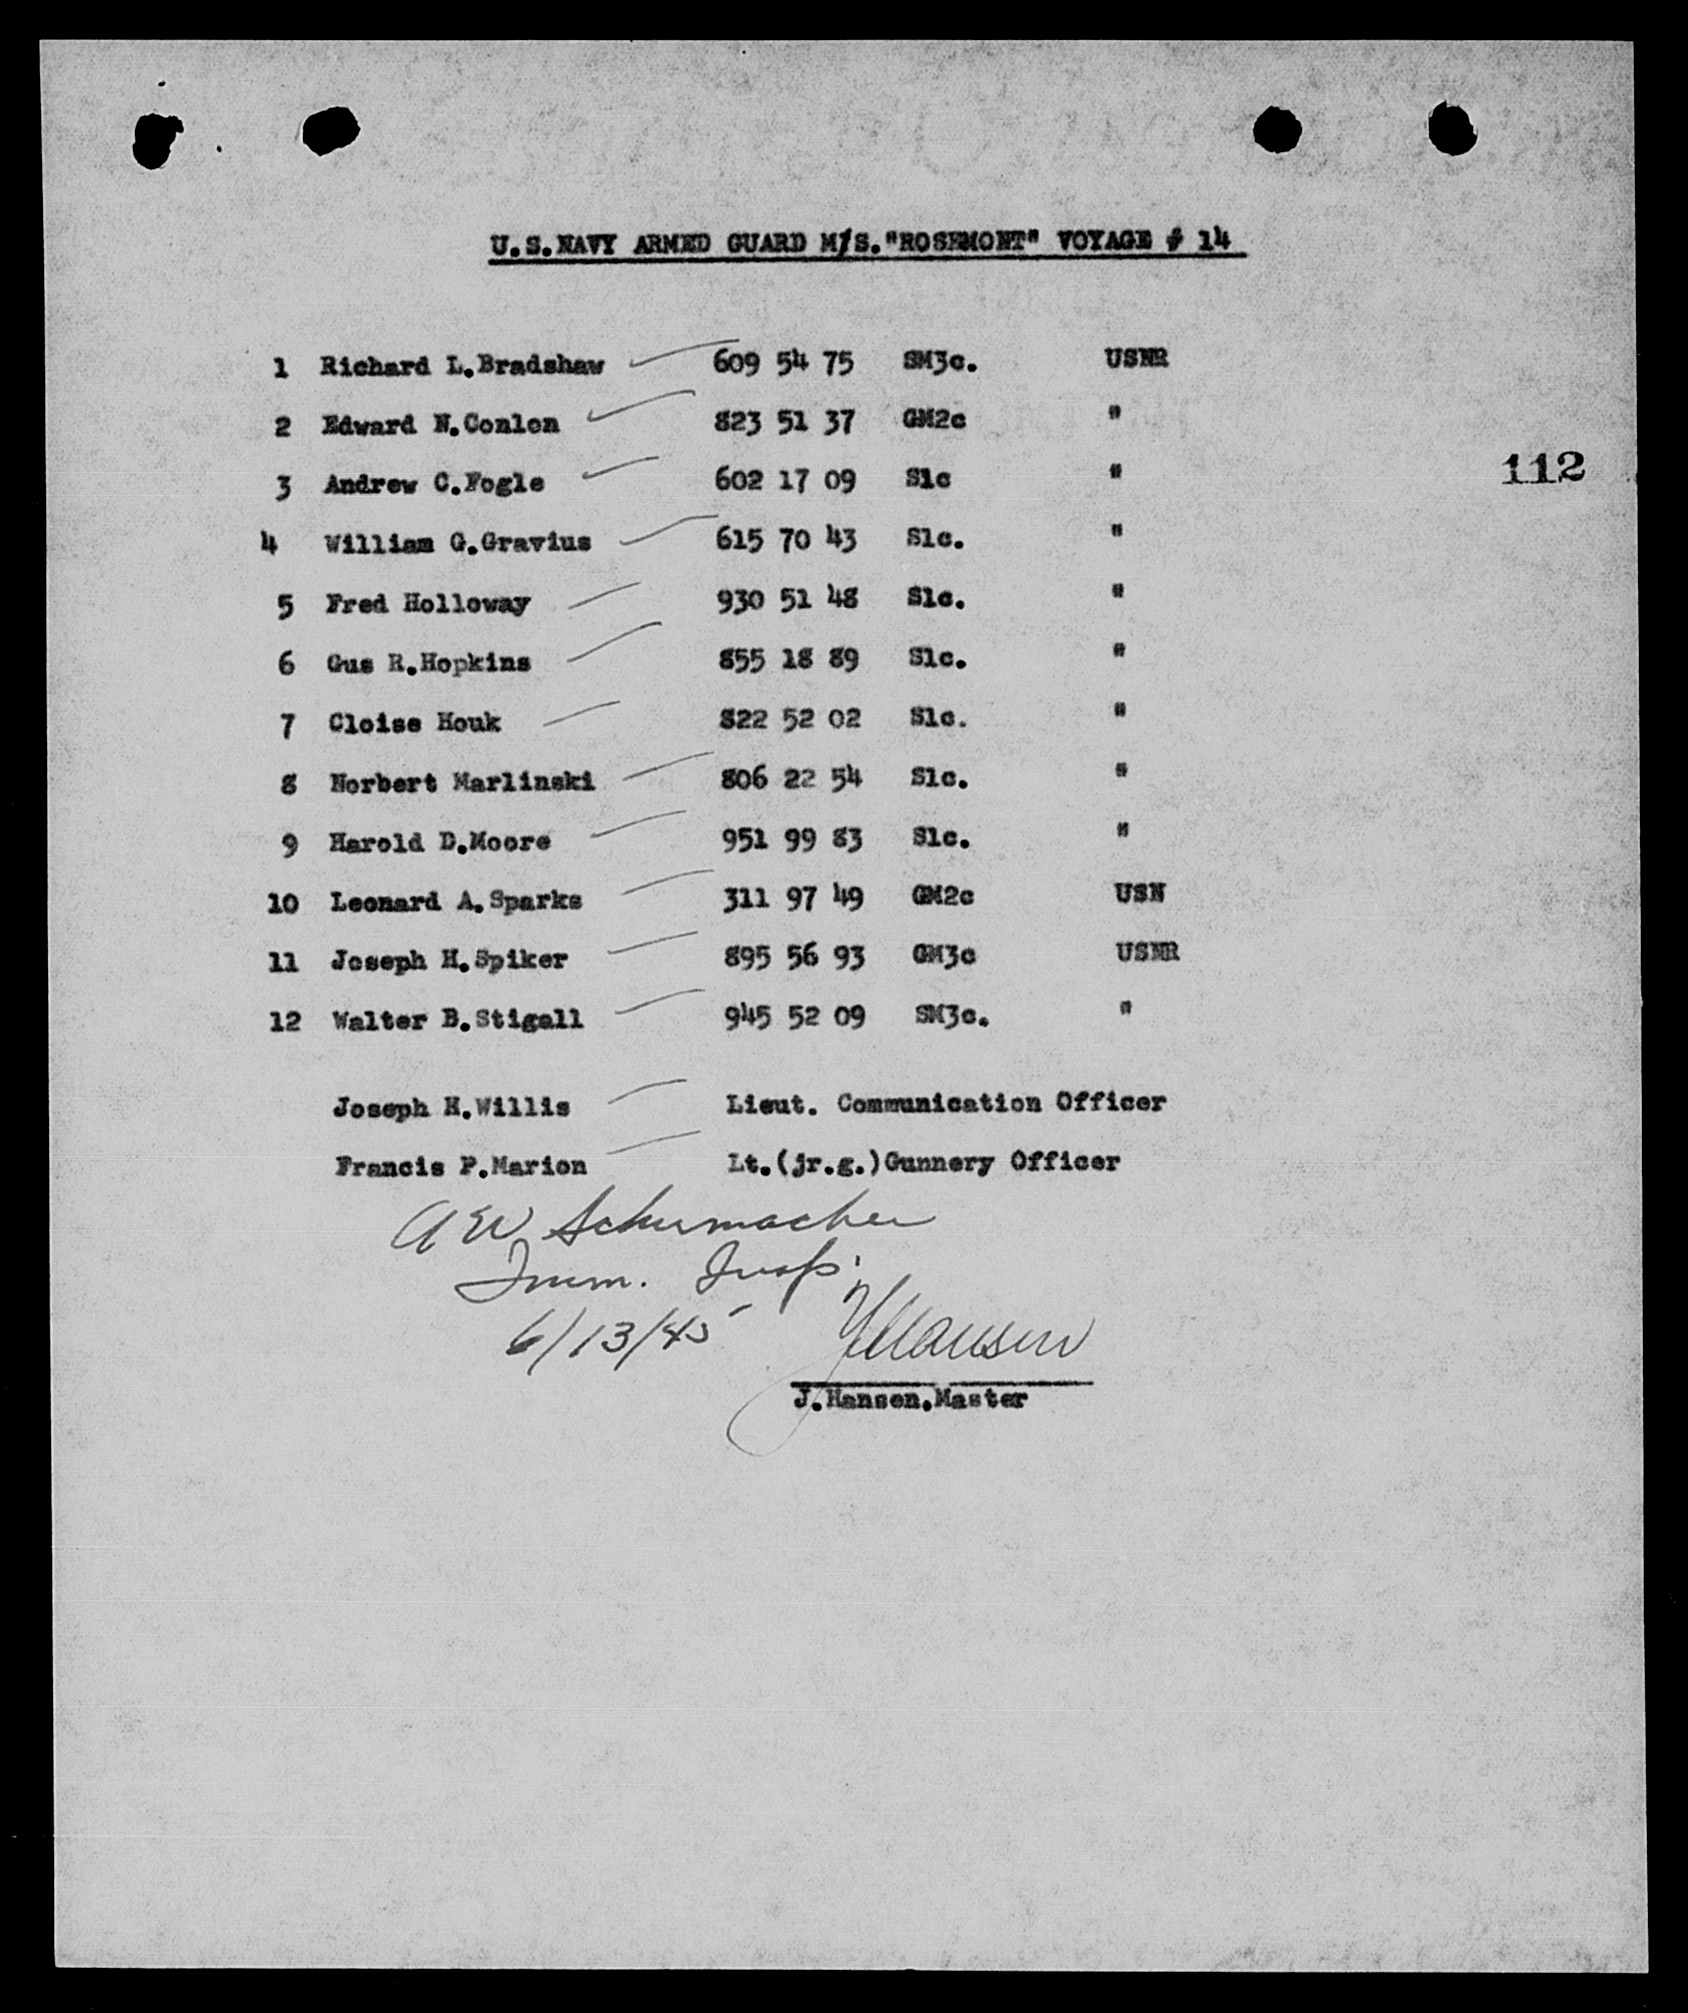 U.S.NAVY ARMED GUARD M/S."ROSEMONT" VOYAGE # 14
1 Richard L.Bradshaw 609 54 75 SM3c. USNR
2 Edward N.Conlon 823 51 37 GM2c "
3 Andrew C.Fogle 602 17 09 S1c "
112
4 William G.Gravius 615 70 43 S1c. "
5 Fred Holloway 930 51 48 S1c. "
6 Gus R.Hopkins 855 18 89 S1c. "
7 Cloise Houk 822 52 02 S1c. "
8 Norbert Marlinski 806 22 54 S1c. "
9 Harold D.Moore 951 99 83 S1c. "
10 Leonard A.Sparks 311 97 49 GM2c USN
11 Joseph H.Spiker 895 56 93 GM3c USNR
12 Walter B.Stigall 945 52 09 SM3c. "
Joseph H.Willis Lieut. Communication Officer
Francis P.Marion Lt.(jr.g.)Gunnery Officer
A W Schumacher
Imm. Insp.
6/13/45 JHansen
J.Hansen.Master